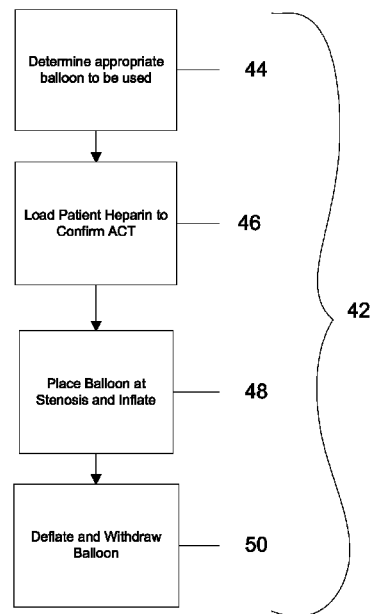 Determine appropriate
balloon to be used
44
Load Patient Heparin to
Confirm ACT
46
42
Place Balloon at
Stenosis and Inflate
48
Deflate and Withdraw
Balloon
50